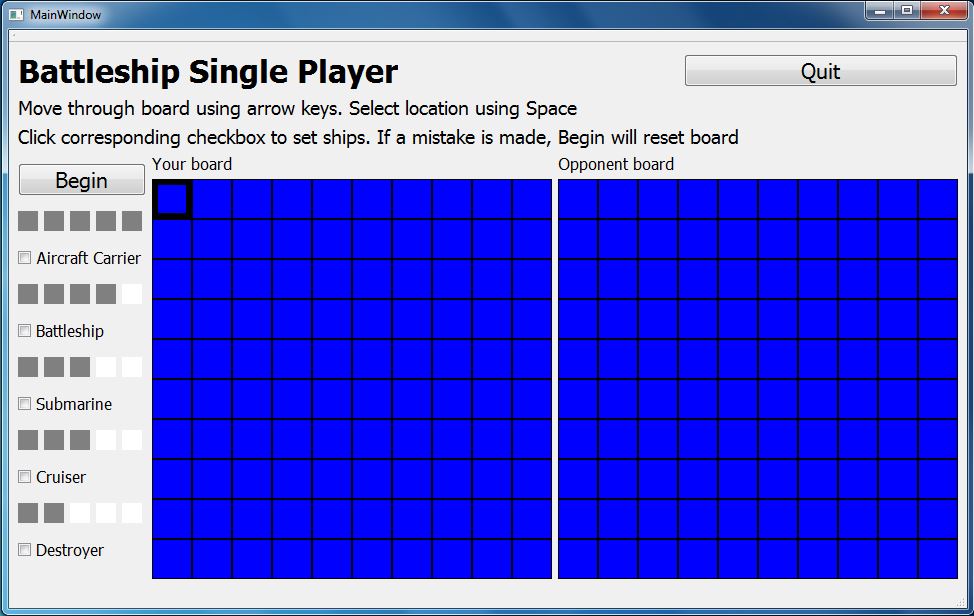 MainWindow
Battleship Single Player
Quit
Move through board using arrow keys. Select location using Space
Click corresponding checkbox to set ships. If a mistake is made, Begin will reset board
Begin
Your board
Opponent board
Aircraft Carrier
Battleship
Submarine
Cruiser
Destroyer